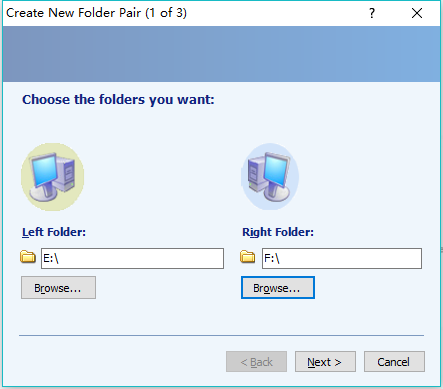 Create New Folder Pair (1 of 3)
?
Choose the folders you want:
Left Folder:
Right Folder:
E:\
F:\
Browse...
Browse...
< Back
Next >
Cancel